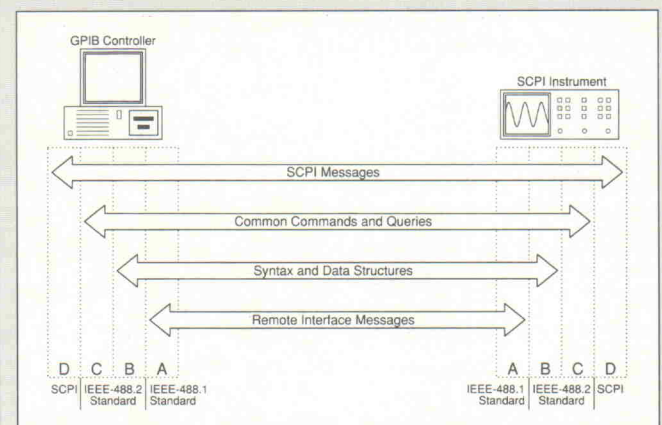 GPIB Controller
SCPI Instrument
SCPI Messages
Common Commands and Queries
Syntax and Data Structures
Remote Interface Messages
D C B A
A B C D
SCPI IEEE-488.2 Standard IEEE-488.1 Standard
IEEE-488.1 Standard IEEE-488.2 Standard SCPI